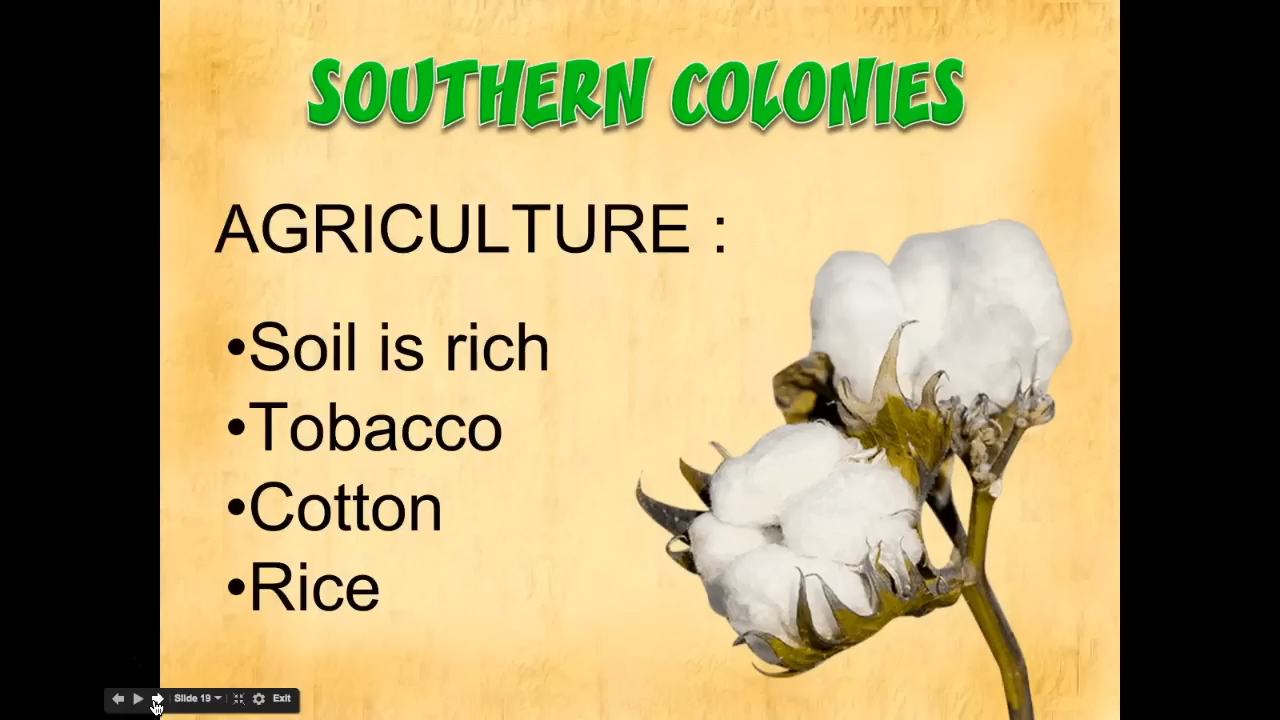 SOUTHERN COLONIES
AGRICULTURE :
•Soil is rich
•Tobacco
•Cotton
•Rice
Slide 19 Exit